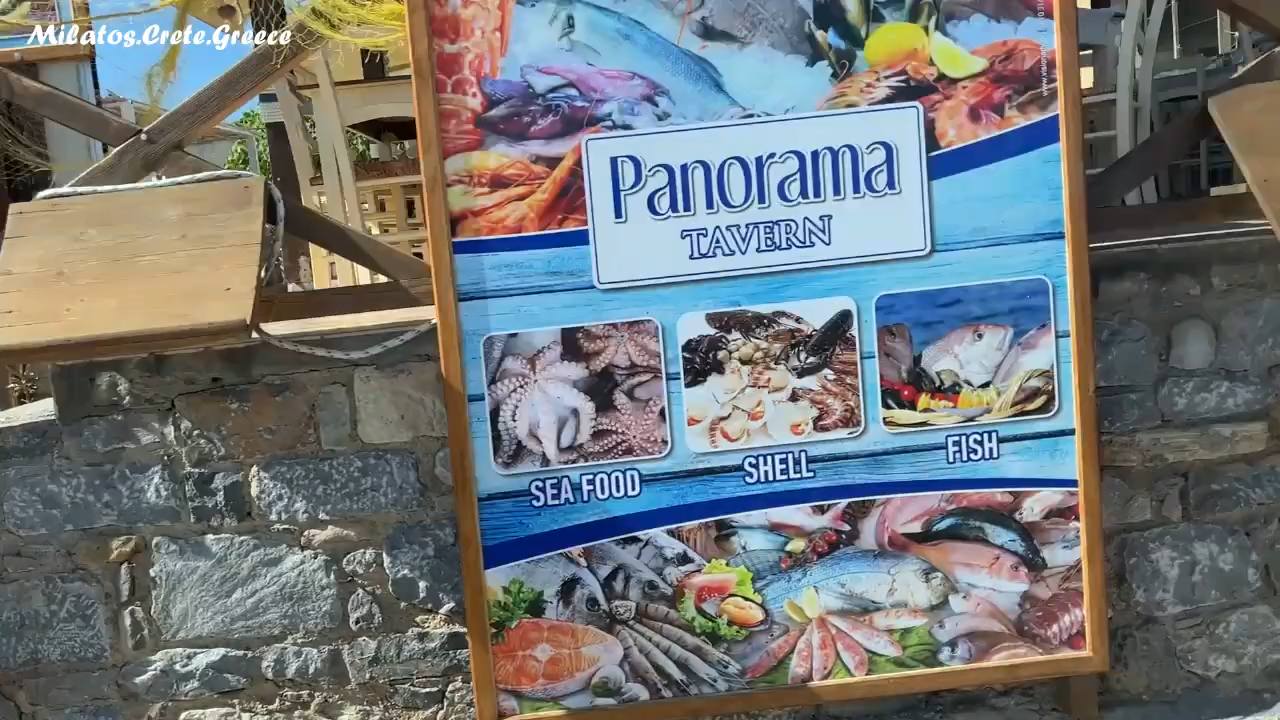 Milatos.Crete.Greece
Panorama
TAVERN
SEA FOOD
SHELL
FISH